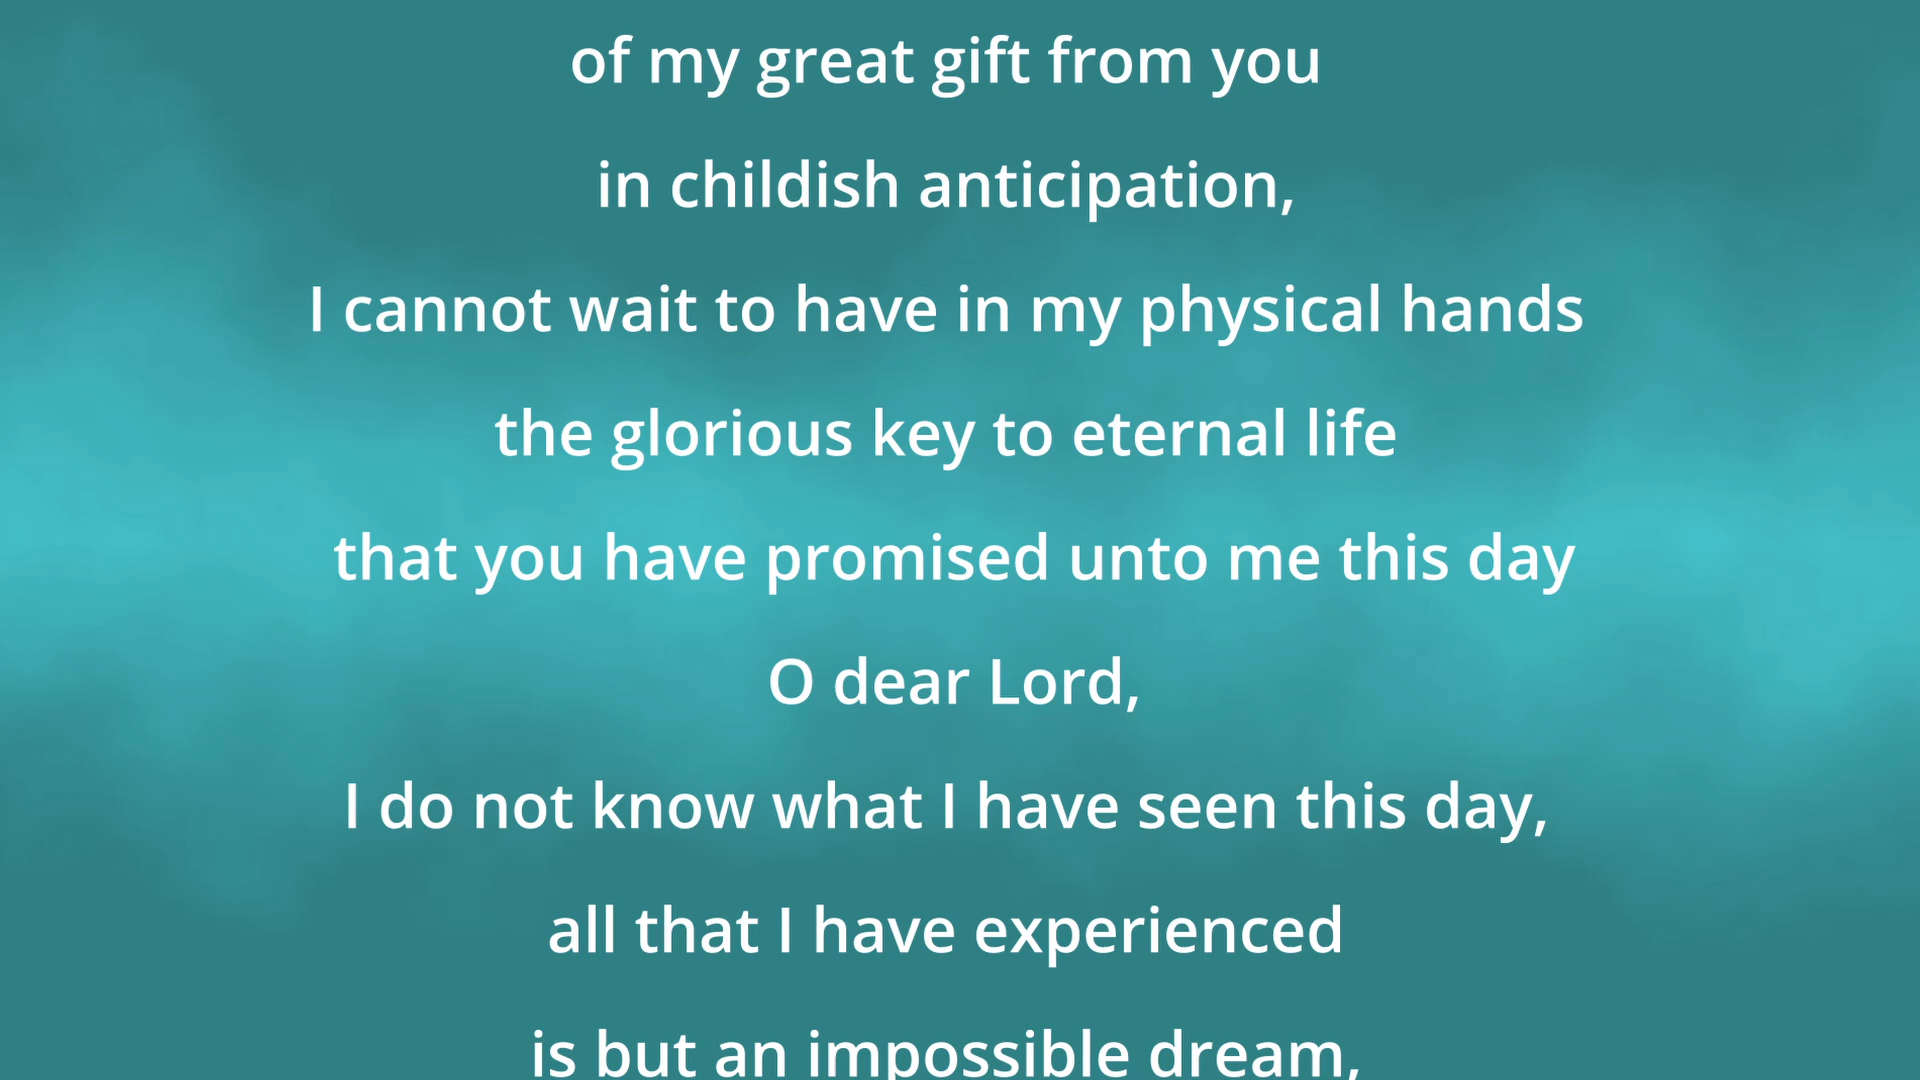 of my great gift from you
in childish anticipation,
I cannot wait to have in my physical hands
the glorious key to eternal life
that you have promised unto me this day
O dear Lord,
I do not know what I have seen this day,
all that I have experienced
is but an impossible dream,